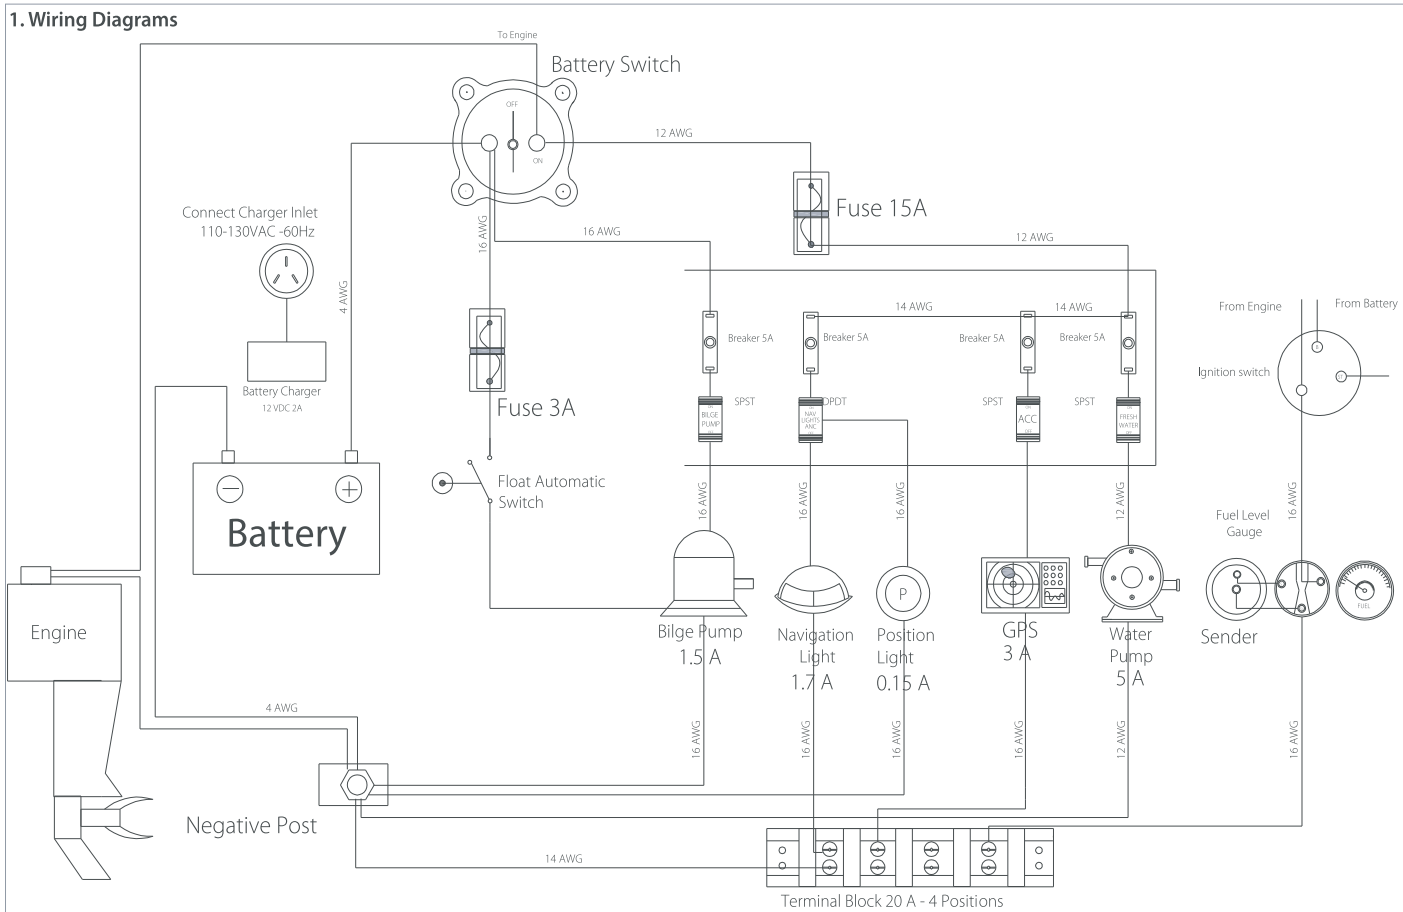 1. Wiring Diagrams
To Engine
Battery Switch
OFF
ON
12 AWG
Fuse 15A
Connect Charger Inlet
110-130VAC -60Hz
16 AWG
16 AWG
12 AWG
4 AWG
14 AWG
14 AWG
From Engine
From Battery
Breaker 5A
Breaker 5A
Breaker 5A
Breaker 5A
Ignition switch
Battery Charger
12 VDC 2A
Fuse 3A
SPST
DPDT
SPST
SPST
ON
BILGE
PUMP
NAV
LIGHTS
ANC
ON
ACC
OFF
ON
FRESH
WATER
Float Automatic
Switch
16 AWG
16 AWG
16 AWG
12 AWG
16 AWG
Fuel Level
Gauge
Battery
P
FUEL
Engine
Bilge Pump
1.5 A
Navigation
Light
1.7 A
Position
Light
0.15 A
GPS
3 A
Water
Pump
5 A
Sender
4 AWG
16 AWG
16 AWG
16 AWG
16 AWG
12 AWG
16 AWG
Negative Post
14 AWG
Terminal Block 20 A - 4 Positions